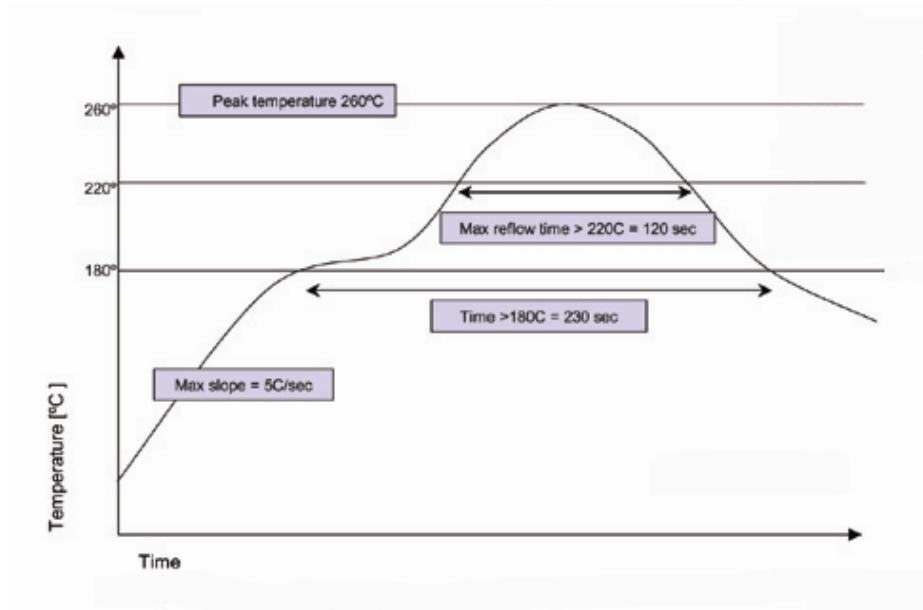 Peak temperature 260ºC
260º
220º
Max reflow time > 220C = 120 sec
180º
Time >180C = 230 sec
Max slope = 5C/sec
Temperature [ºC ]
Time